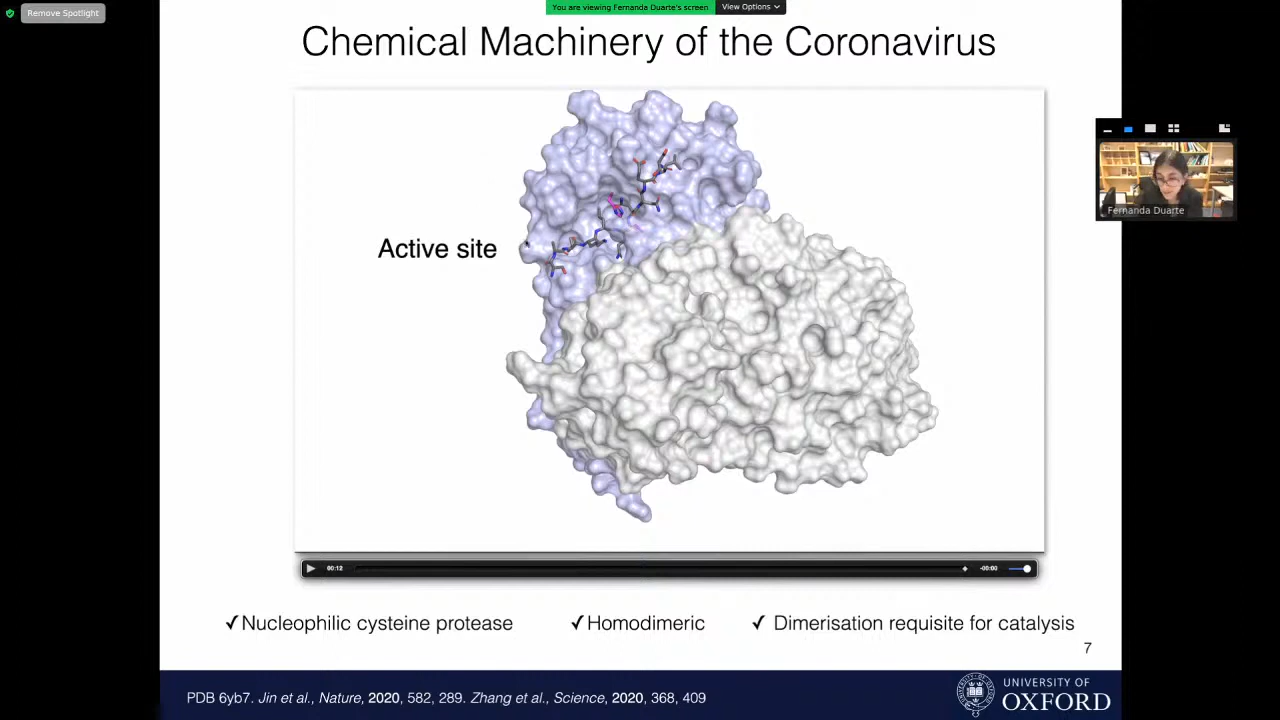 Remove Spotlight
You are viewing Fernanda Duarte's screen
View Options
Chemical Machinery of the Coronavirus
Active site
Fernanda Duarte
00:12
-00:00
✓Nucleophilic cysteine protease
✓Homodimeric
✓ Dimerisation requisite for catalysis
7
PDB 6yb7. Jin et al., Nature, 2020, 582, 289. Zhang et al., Science, 2020, 368, 409
UNIVERSITY OF
OXFORD